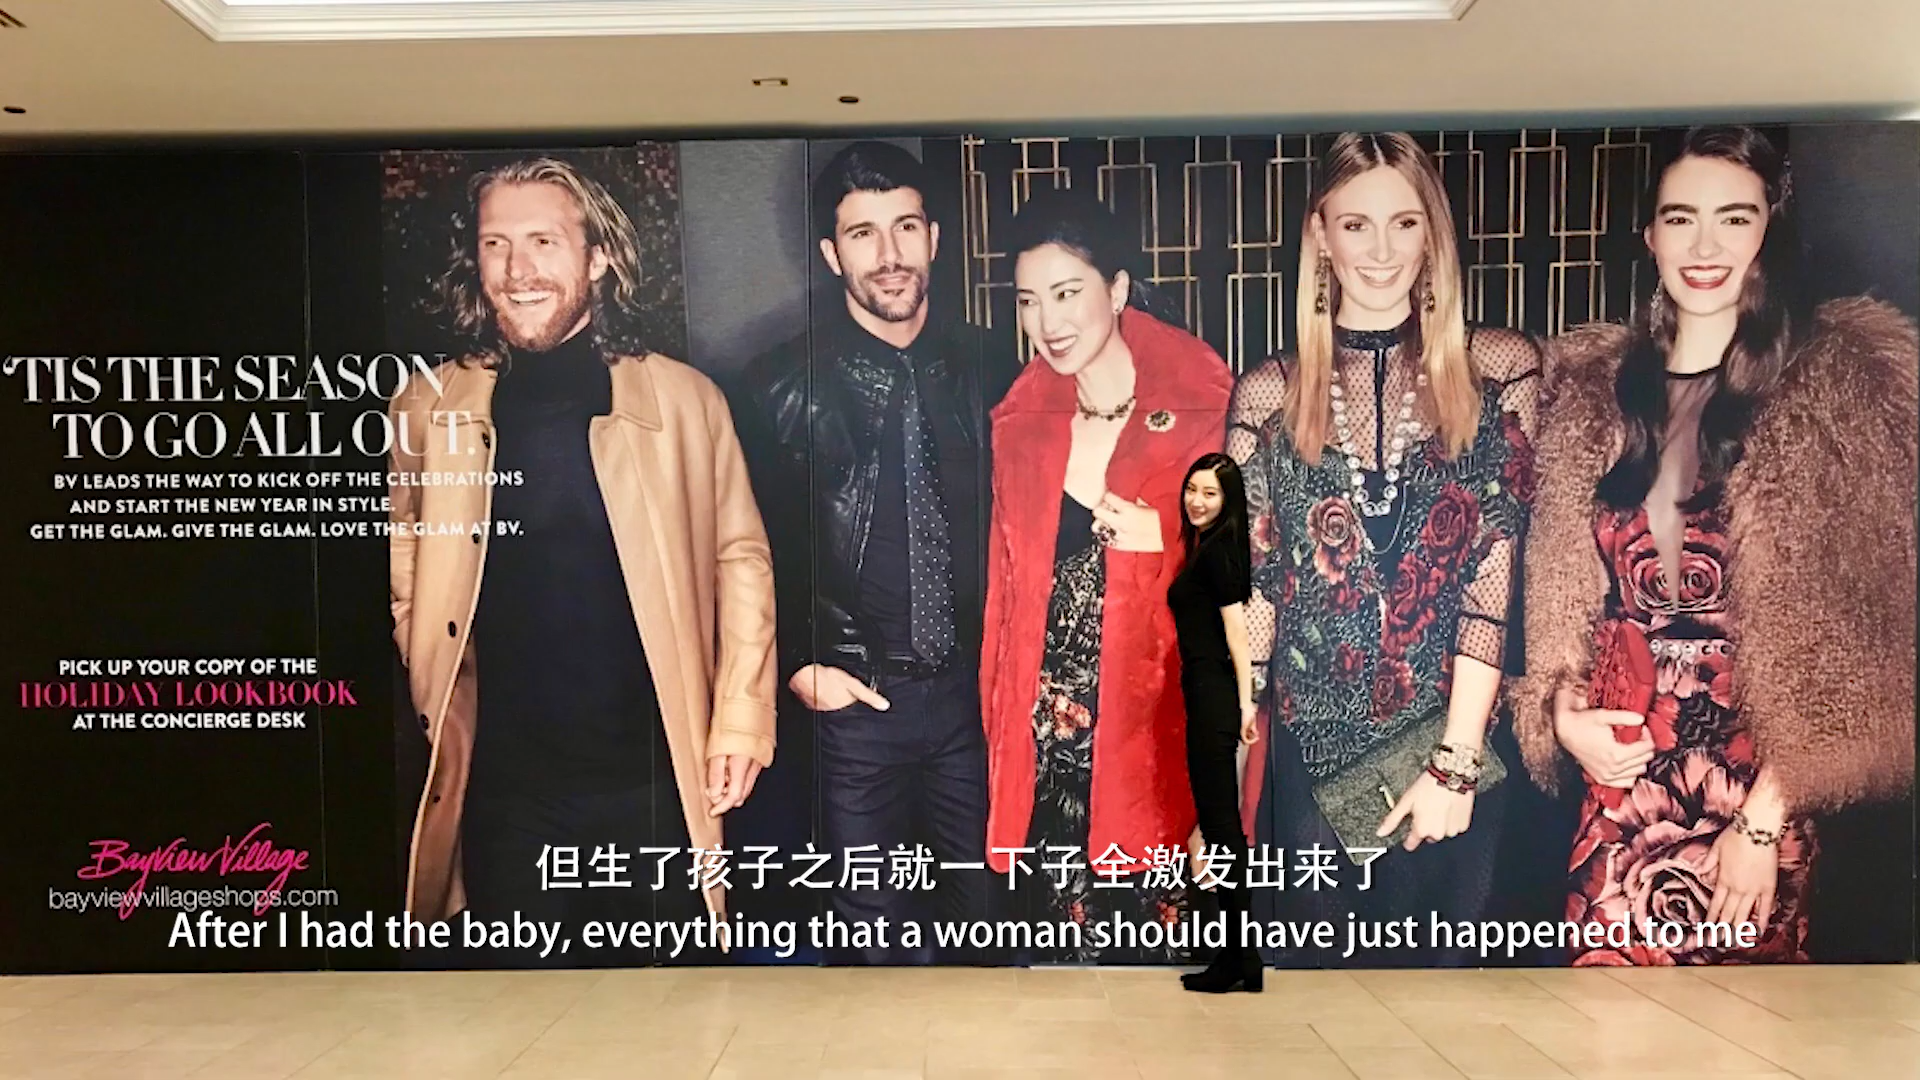 ‘TIS THE SEASON
TO GO ALL OUT.
BV LEADS THE WAY TO KICK OFF THE CELEBRATIONS
AND START THE NEW YEAR IN STYLE.
GET THE GLAM. GIVE THE GLAM. LOVE THE GLAM AT BV.
PICK UP YOUR COPY OF THE
HOLIDAY LOOKBOOK
AT THE CONCIERGE DESK
Bayview Village
bayviewvillageshops.com
但生了孩子之后就一下子全激发出来了
After I had the baby, everything that a woman should have just happened to me